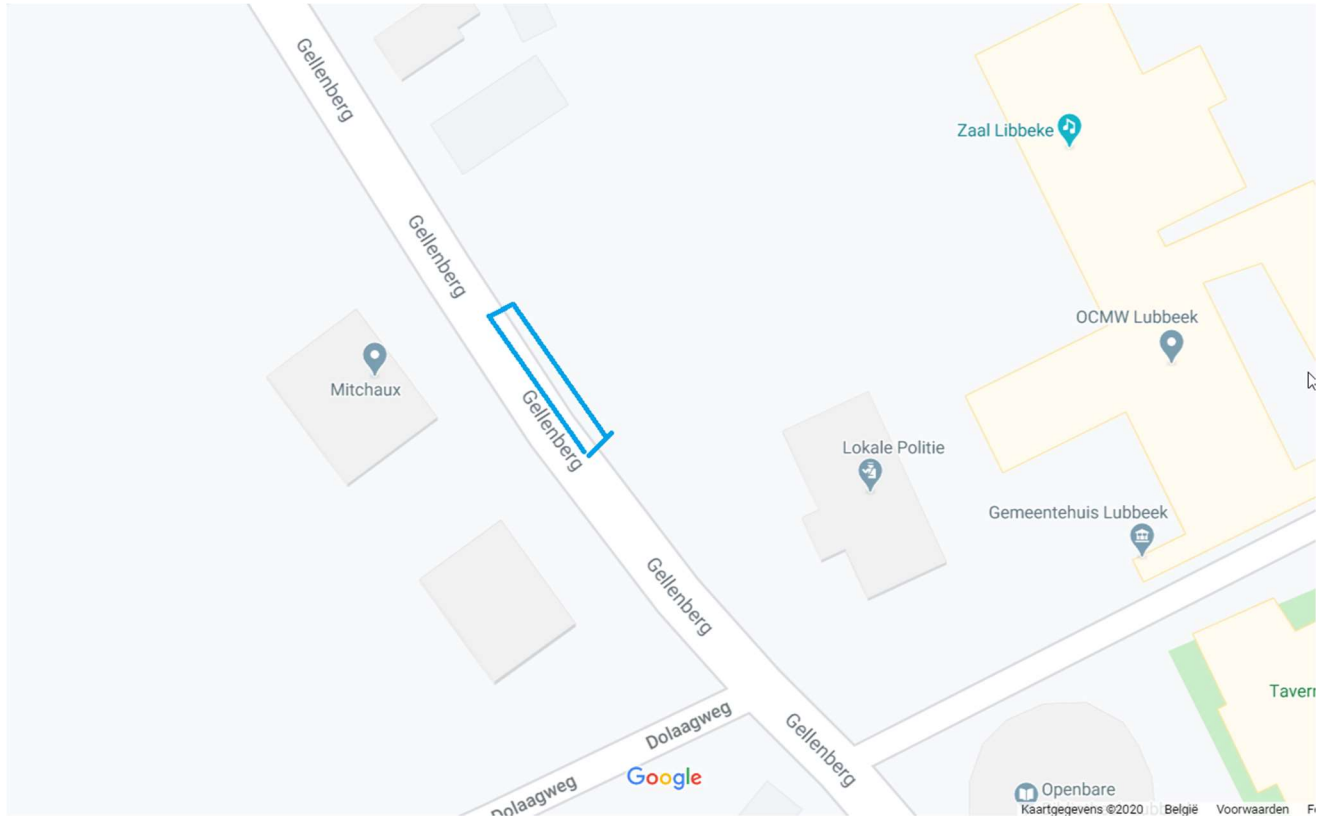 Gellenberg
Zaal Libbeke
Gellenberg
OCMW Lubbeek
Mitchaux
Gellenberg
Lokale Politie
Gemeentehuis Lubbeek
Gellenberg
Dolaagweg
Gellenberg
Google
Dolaagweg
Openbare
Kaartgegevens ©2020 België Voorwaarden